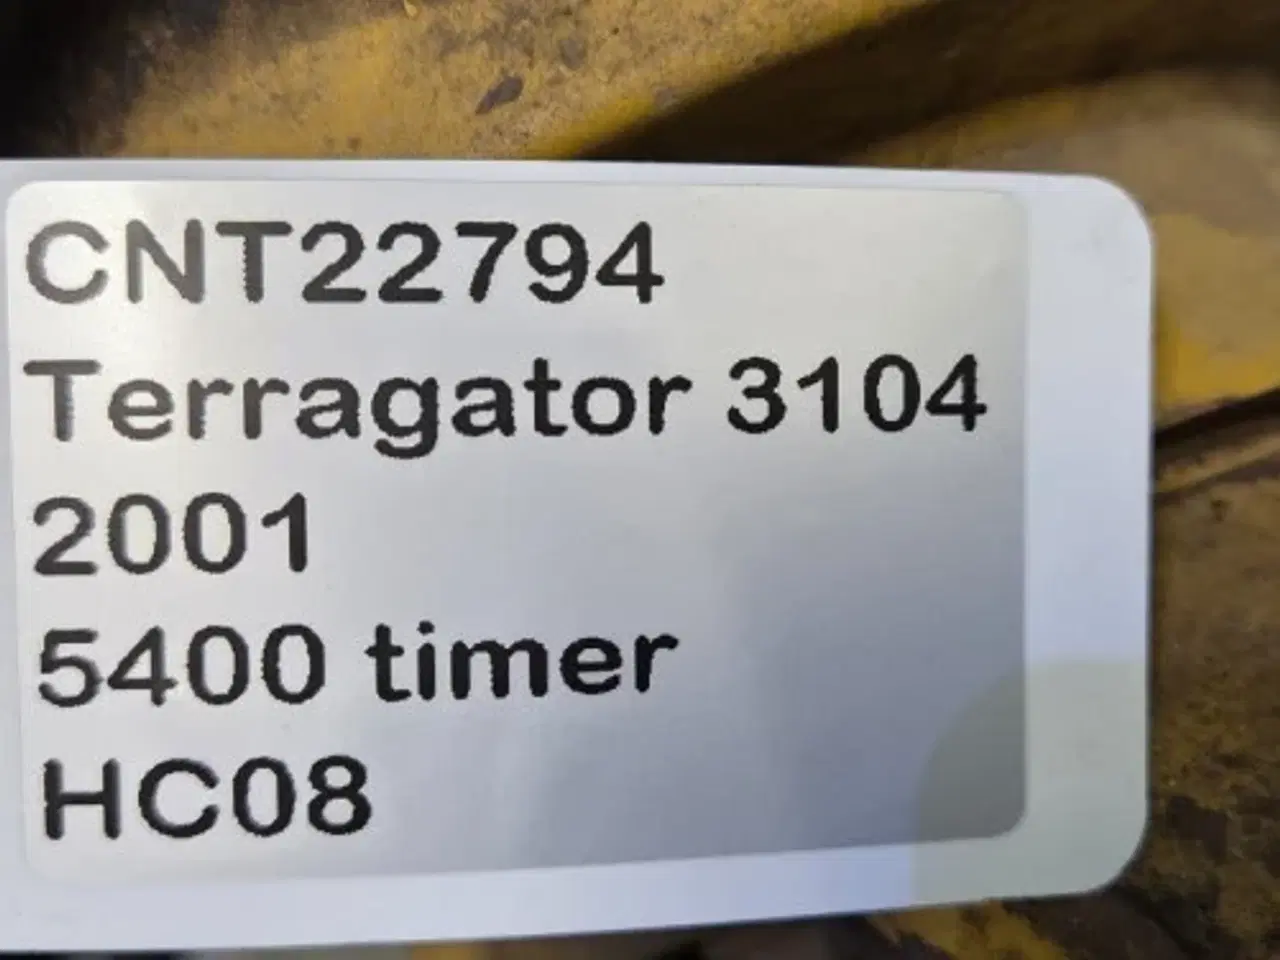 CNT22794
Terragator 3104
2001
5400 timer
HC08